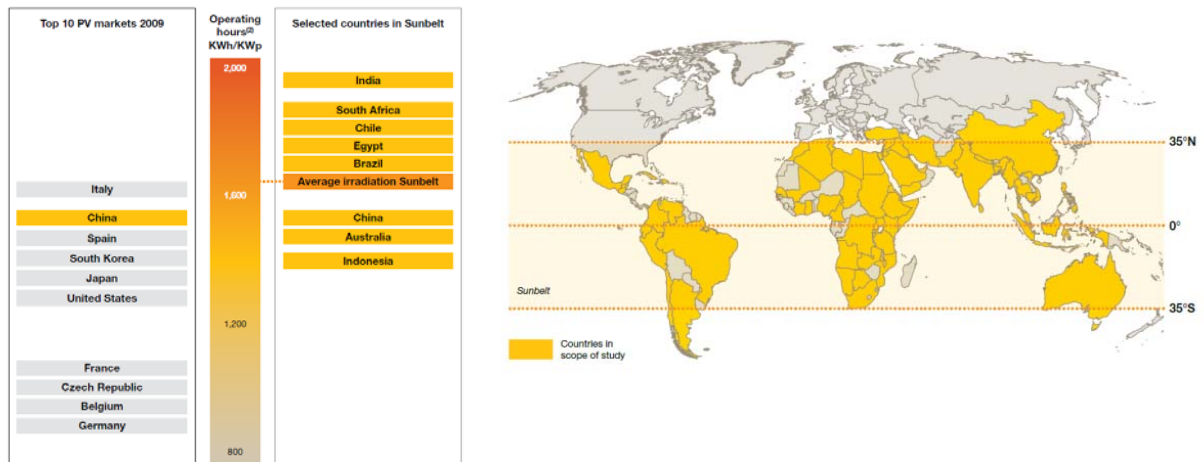 Top 10 PV markets 2009
Italy
China
Spain
South Korea
Japan
United States
France
Czech Republic
Belgium
Germany
Operating
hours(2)
KWh/KWp
2,000
1,600
1,200
800
Selected countries in Sunbelt
India
South Africa
Chile
Egypt
Brazil
Average irradiation Sunbelt
China
Australia
Indonesia
35°N
0°
35°S
Sunbelt
Countries in
scope of study